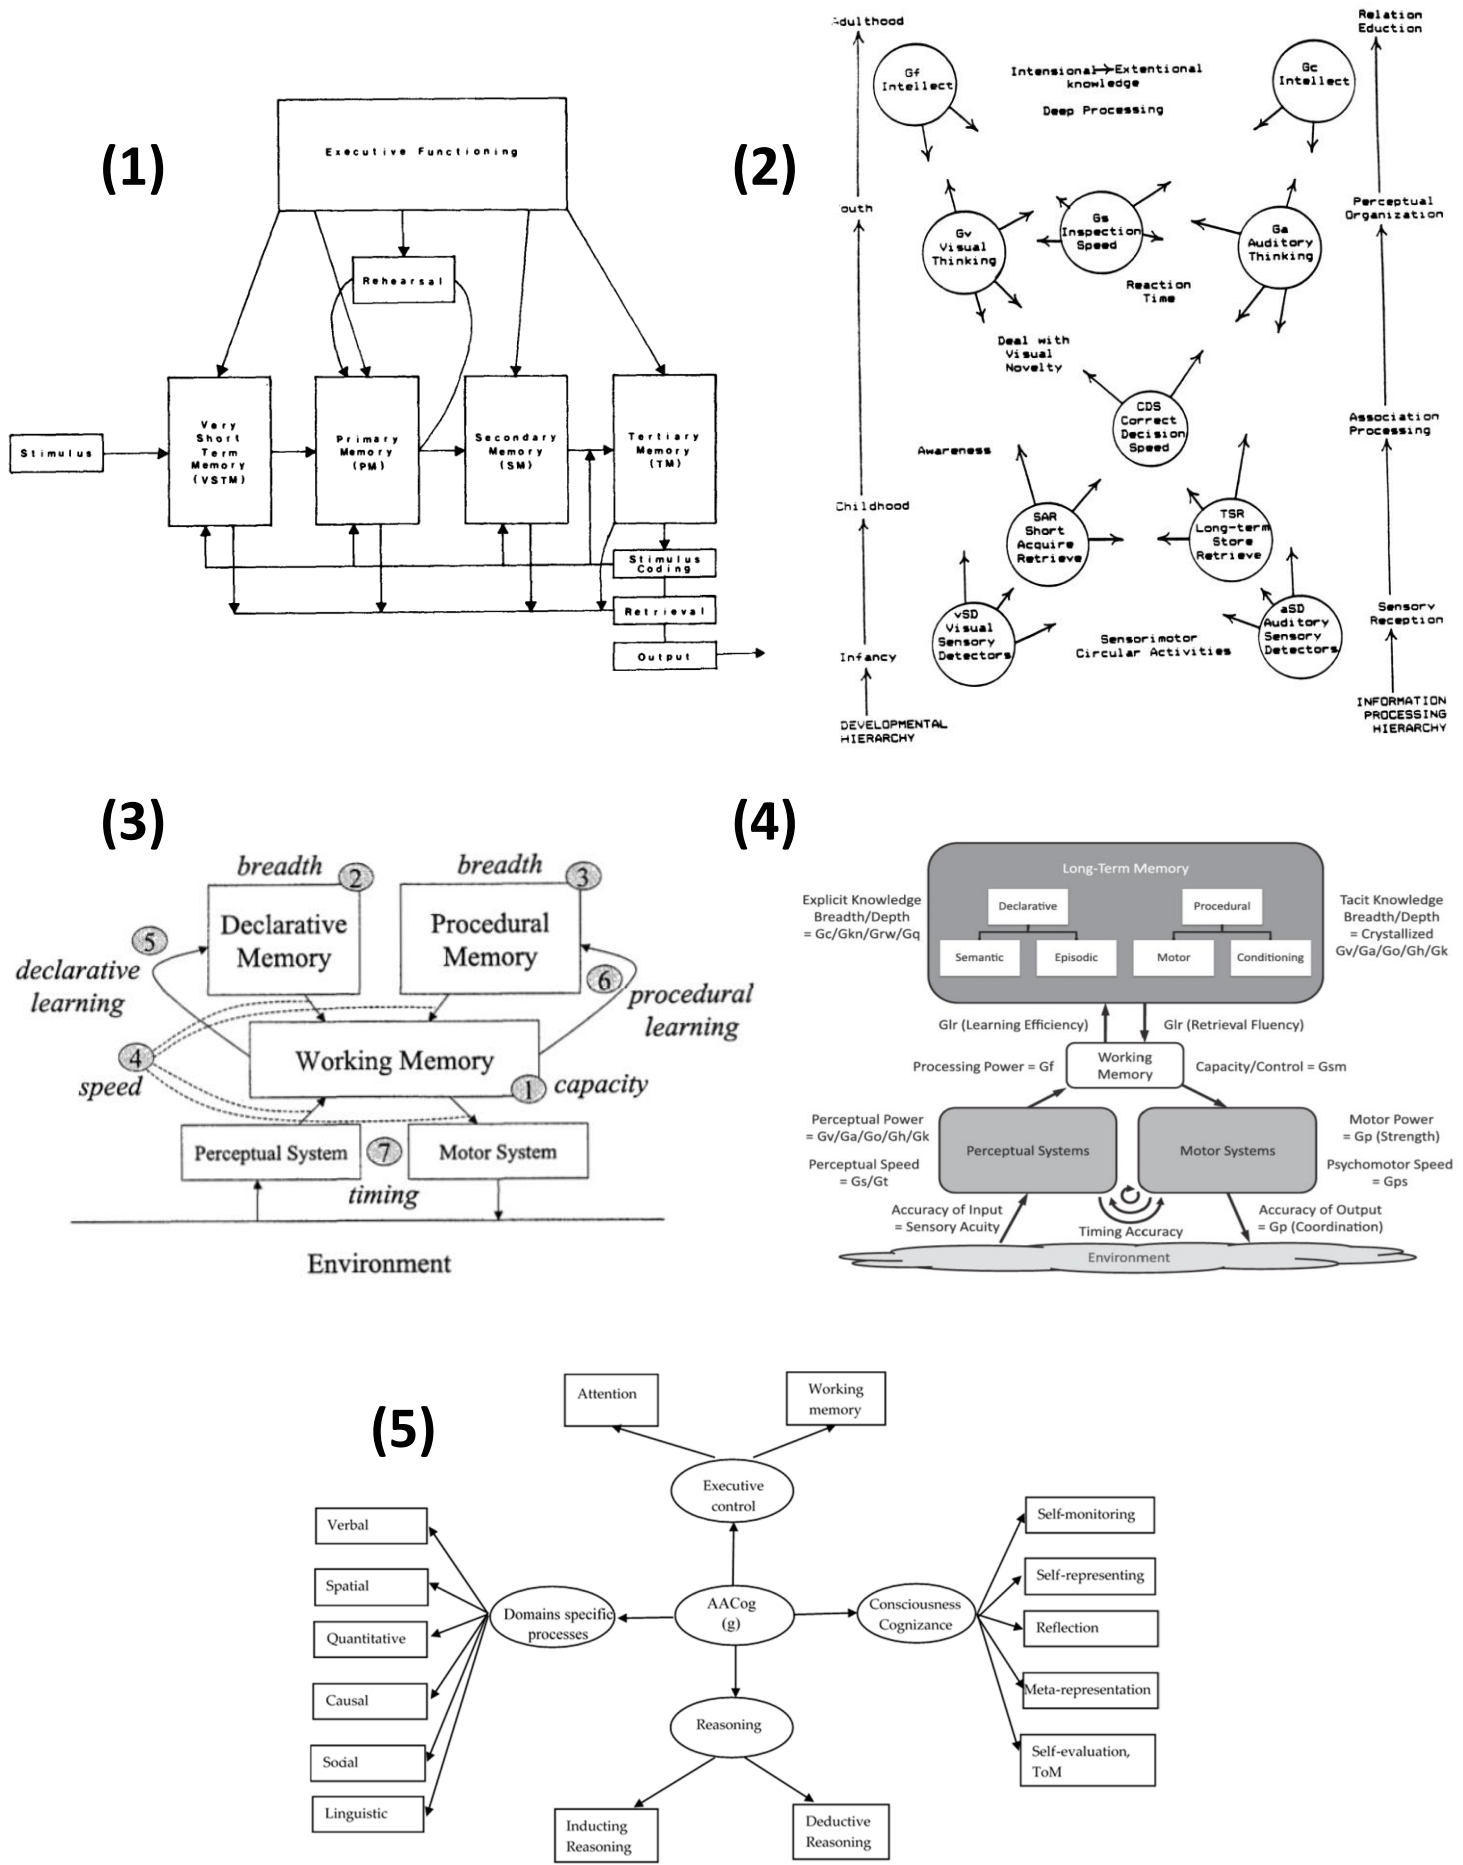 (1)
Executive Functioning
Rehearsal
Stimulus
Very
Short
Term
Memory
(VSTM)
Primary
Memory
(PM)
Secondary
Memory
(SM)
Tertiary
Memory
(TM)
Stimulus
Coding
Retrieval
Output
(2)
Adulthood
outh
Childhood
Infancy
DEVELOPMENTAL
HIERARCHY
Gf
Intellect
Intensional→Extentional
knowledge
Deep Processing
Gc
Intellect
Gv
Visual
Thinking
Gs
Inspection
Speed
Ga
Auditory
Thinking
Reaction
Time
Deal with
Visual
Novelty
CDS
Correct
Decision
Speed
Awareness
SAR
Short
Acquire
Retrieve
TSR
Long-term
Store
Retrieve
vSD
Visual
Sensory
Detectors
Sensorimotor
Circular Activities
aSD
Auditory
Sensory
Detectors
Relation
Eduction
Perceptual
Organization
Association
Processing
Sensory
Reception
INFORMATION
PROCESSING
HIERARCHY
(3)
breadth
2
breadth
3
Declarative
Memory
Procedural
Memory
5
declarative
learning
6
procedural
learning
4
speed
Working Memory
1
capacity
Perceptual System
7
Motor System
timing
Environment
(4)
Long-Term Memory
Explicit Knowledge
Breadth/Depth
= Gc/Gkn/Grw/Gq
Declarative
Procedural
Semantic
Episodic
Motor
Conditioning
Tacit Knowledge
Breadth/Depth
= Crystallized
Gv/Ga/Go/Gh/Gk
Glr (Learning Efficiency)
Glr (Retrieval Fluency)
Processing Power = Gf
Working
Memory
Capacity/Control = Gsm
Perceptual Power
= Gv/Ga/Go/Gh/Gk
Perceptual Speed
= Gs/Gt
Perceptual Systems
Motor Systems
Motor Power
= Gp (Strength)
Psychomotor Speed
= Gps
Accuracy of Input
= Sensory Acuity
Timing Accuracy
Accuracy of Output
= Gp (Coordination)
Environment
(5)
Attention
Working
memory
Executive
control
Verbal
Spatial
Quantitative
Causal
Social
Linguistic
Domains specific
processes
AACog
(g)
Consciousness
Cognizance
Self-monitoring
Self-representing
Reflection
Meta-representation
Self-evaluation,
ToM
Reasoning
Inducting
Reasoning
Deductive
Reasoning